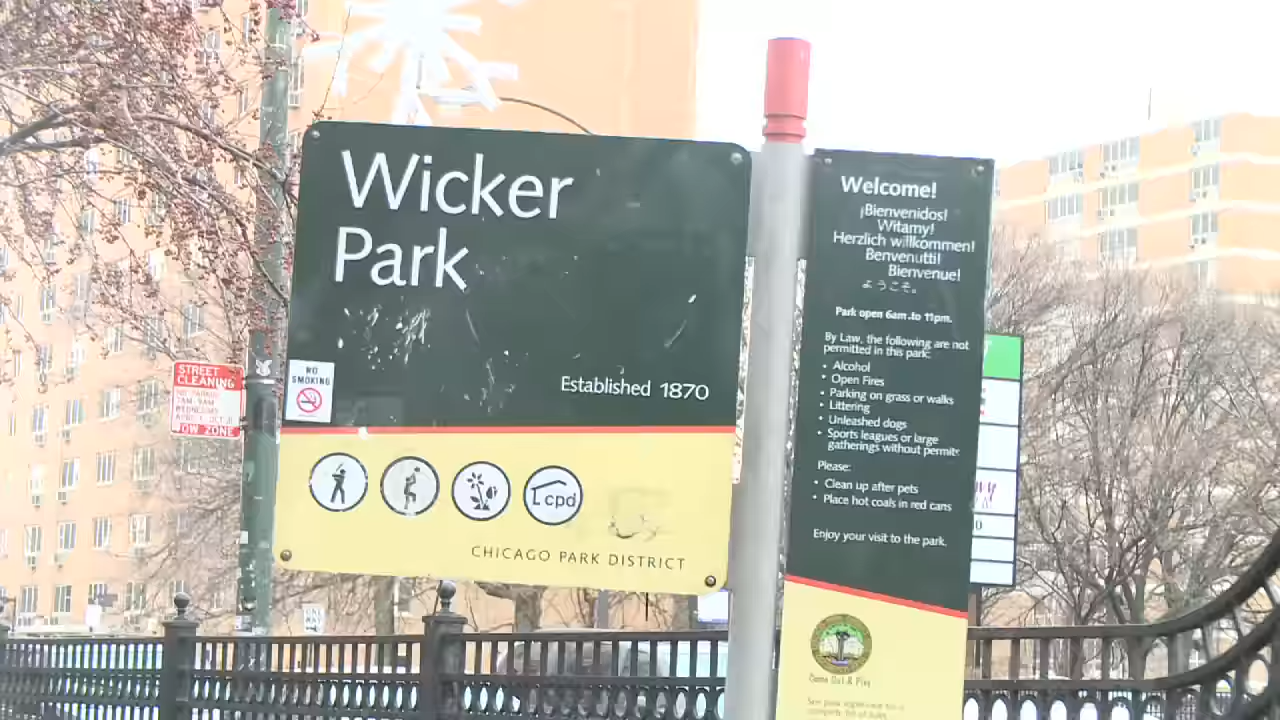 Wicker
Park
Established 1870
NO
SMOKING
STREET
CLEANING
7AM-9AM
WEDNESDAY
TOW ZONE
cpd
CHICAGO PARK DISTRICT
Welcome!
¡Bienvenidos!
Witamy!
Herzlich willkommen!
Benvenutti!
Bienvenue!
ようこそ。
Park open 6am to 11pm.
By Law, the following are not
permitted in this park:
• Alcohol
• Open Fires
• Parking on grass or walks
• Littering
• Unleashed dogs
• Sports leagues or large
gatherings without permits
Please:
• Clean up after pets
• Place hot coals in red cans
Enjoy your visit to the park.
Come Out & Play